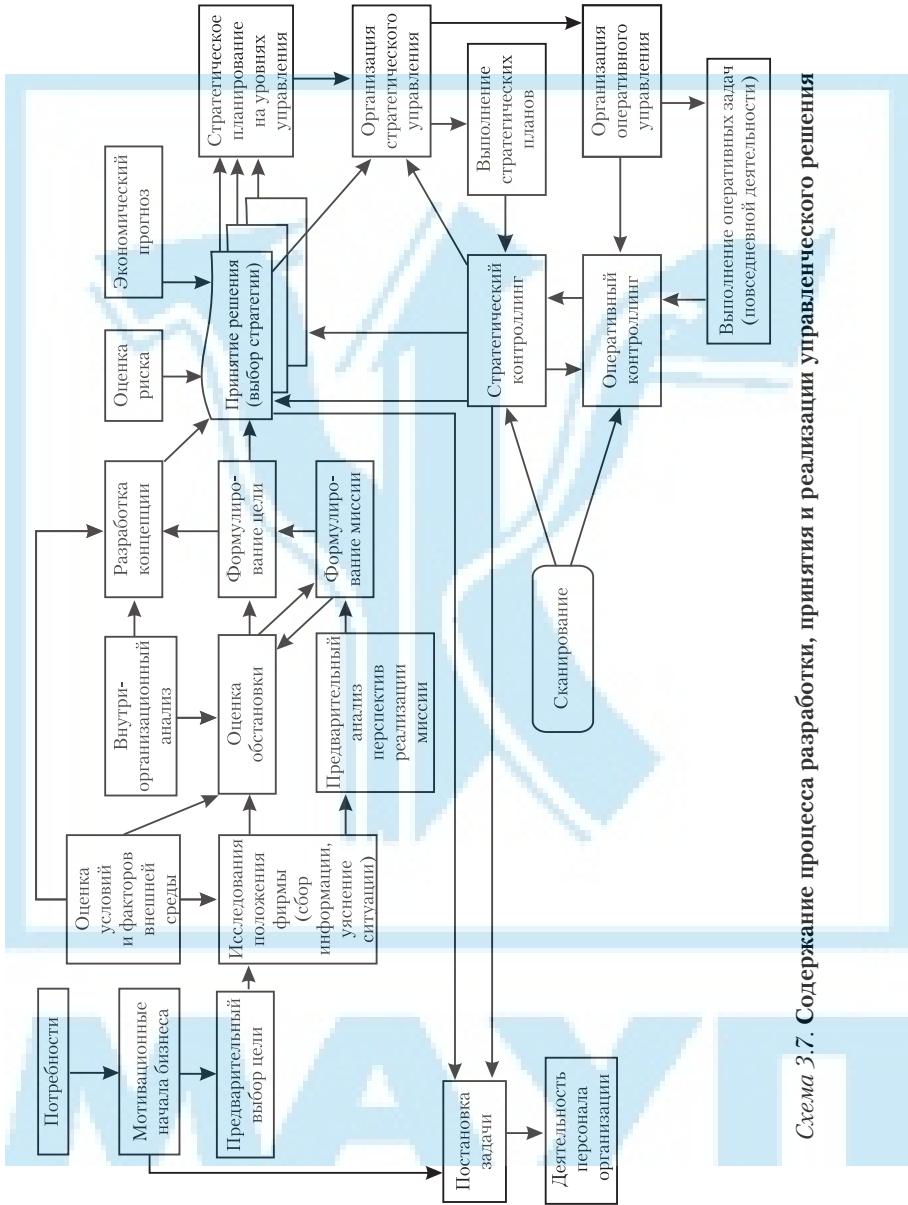 Потребности
Мотивационные
начала бизнеса
Предварительный
выбор цели
Постановка
задачи
Деятельность
персонала
организации
Оценка
условий
и факторов
внешней
среды
Исследования
положения
фирмы
(сбор
информации,
уяснение
ситуации)
Внутри-
организационный
анализ
Оценка
обстановки
Предварительный
анализ
перспектив
реализации
миссии
Разработка
концепции
Формулиро-
вание цели
Формулиро-
вание миссии
Сканирование
Оценка
риска
Экономический
прогноз
Принятие решения
(выбор стратегии)
Стратегический
контроллинг
Оперативный
контроллинг
Стратегическое
планирование
на уровнях
управления
Организация
стратегического
управления
Выполнение
стратегических
планов
Организация
оперативного
управления
Выполнение оперативных задач
(повседневной деятельности)
Схема 3.7. Содержание процесса разработки, принятия и реализации управленческого решения
МАУП